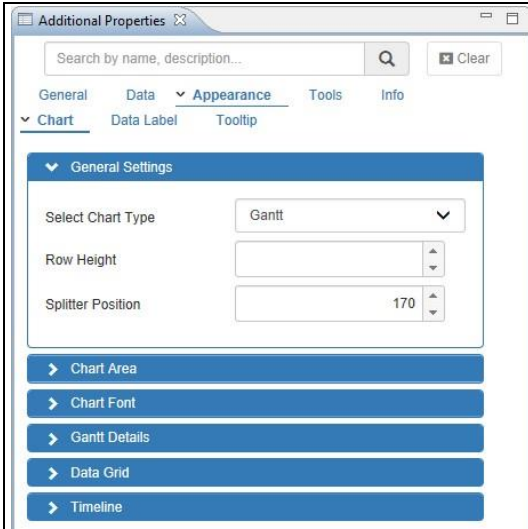 Additional Properties
Search by name, description...
Clear
General Data Appearance Tools Info
Chart Data Label Tooltip
General Settings
Select Chart Type Gantt
Row Height
Splitter Position 170
Chart Area
Chart Font
Gantt Details
Data Grid
Timeline